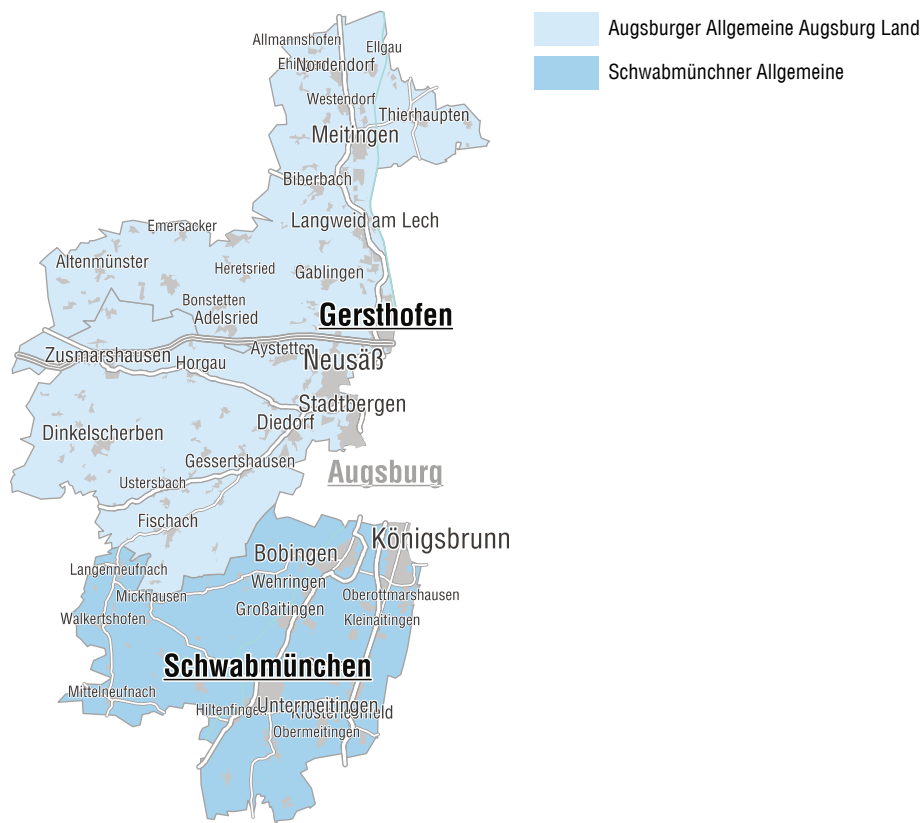 Augsburger Allgemeine Augsburg Land
Schwabmünchner Allgemeine
Allmannshofen
Ellgau
Nordendorf
Westendorf
Thierhaupten
Meitingen
Biberbach
Langweid am Lech
Emersacker
Altenmünster
Heretsried
Gablingen
Bonstetten
Adelsried
Gersthofen
Zusmarshausen
Aystetten
Horgau
Neusäß
Stadtbergen
Diedorf
Dinkelscherben
Gessertshausen
Augsburg
Ustersbach
Fischach
Königsbrunn
Bobingen
Langenneufnach
Wehringen
Mickhausen
Oberottmarshausen
Großaitingen
Walkertshofen
Kleinaitingen
Schwabmünchen
Mittelneufnach
Untermeitingen
Hiltenfingen
Klosterlechfeld
Obermeitingen